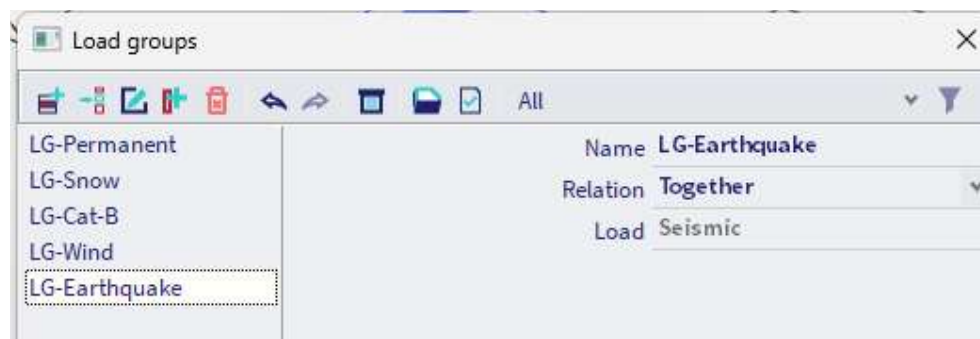 Load groups
All
LG-Permanent
LG-Snow
LG-Cat-B
LG-Wind
LG-Earthquake
Name LG-Earthquake
Relation Together
Load Seismic